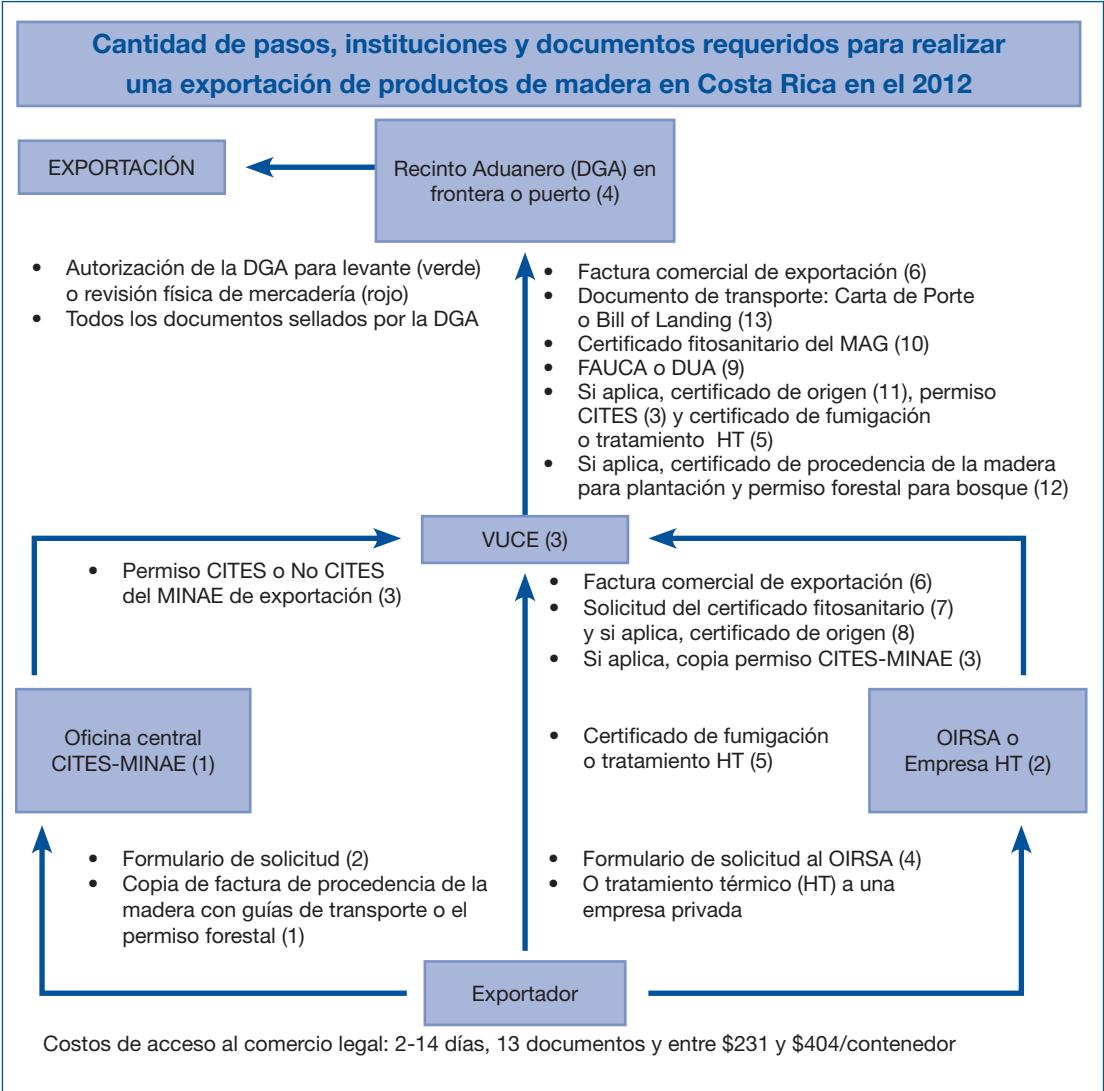 Cantidad de pasos, instituciones y documentos requeridos para realizar
una exportación de productos de madera en Costa Rica en el 2012
EXPORTACIÓN
Recinto Aduanero (DGA) en
frontera o puerto (4)
• Autorización de la DGA para levante (verde)
o revisión física de mercadería (rojo)
• Todos los documentos sellados por la DGA
• Factura comercial de exportación (6)
• Documento de transporte: Carta de Porte
o Bill of Landing (13)
• Certificado fitosanitario del MAG (10)
• FAUCA o DUA (9)
• Si aplica, certificado de origen (11), permiso
CITES (3) y certificado de fumigación
o tratamiento HT (5)
• Si aplica, certificado de procedencia de la madera
para plantación y permiso forestal para bosque (12)
VUCE (3)
• Permiso CITES o No CITES
del MINAE de exportación (3)
• Factura comercial de exportación (6)
• Solicitud del certificado fitosanitario (7)
y si aplica, certificado de origen (8)
• Si aplica, copia permiso CITES-MINAE (3)
Oficina central
CITES-MINAE (1)
• Certificado de fumigación
o tratamiento HT (5)
OIRSA o
Empresa HT (2)
• Formulario de solicitud (2)
• Copia de factura de procedencia de la
madera con guías de transporte o el
permiso forestal (1)
• Formulario de solicitud al OIRSA (4)
• O tratamiento térmico (HT) a una
empresa privada
Exportador
Costos de acceso al comercio legal: 2-14 días, 13 documentos y entre $231 y $404/contenedor